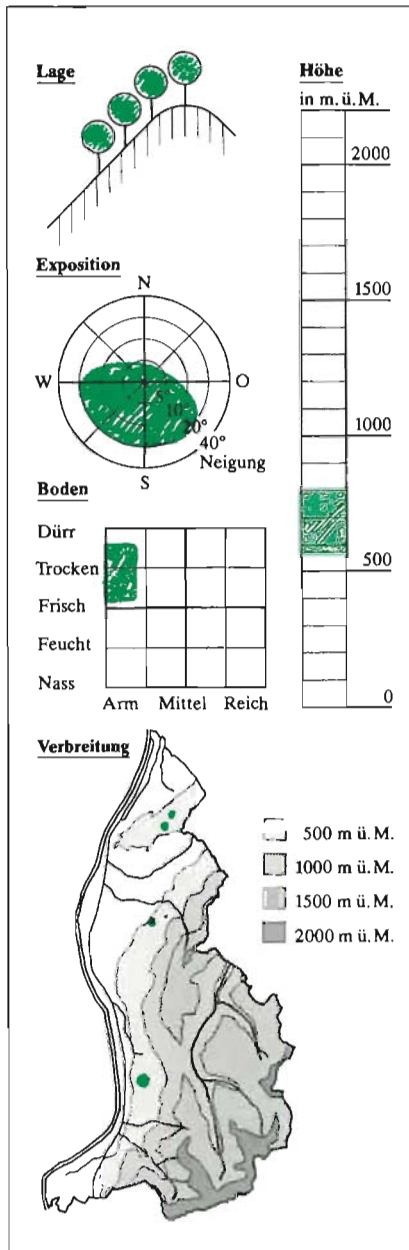 Lage
Höhe
in m. ü. M.
2000
1500
1000
500
0
Exposition
N
W
O
S
5°
10°
20°
40°
Neigung
Boden
Dürr
Trocken
Frisch
Feucht
Nass
Arm Mittel Reich
Verbreitung
500 m ü. M.
1000 m ü. M.
1500 m ü. M.
2000 m ü. M.